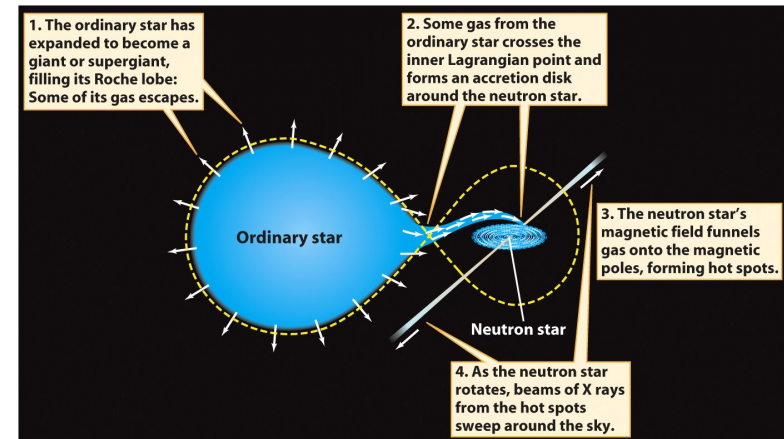 1. The ordinary star has
expanded to become a
giant or supergiant,
filling its Roche lobe:
Some of its gas escapes.
2. Some gas from the
ordinary star crosses the
inner Lagrangian point and
forms an accretion disk
around the neutron star.
Ordinary star
3. The neutron star's
magnetic field funnels
gas onto the magnetic
poles, forming hot spots.
Neutron star
4. As the neutron star
rotates, beams of X rays
from the hot spots
sweep around the sky.